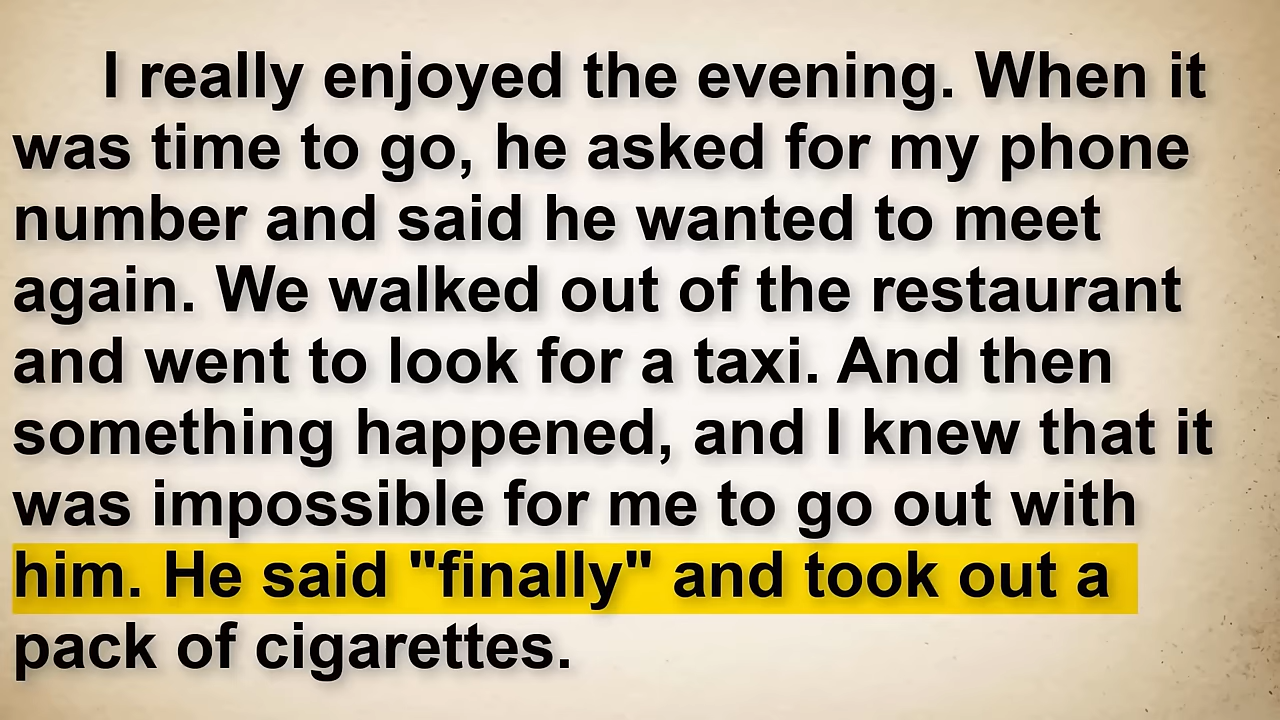 I really enjoyed the evening. When it
was time to go, he asked for my phone
number and said he wanted to meet
again. We walked out of the restaurant
and went to look for a taxi. And then
something happened, and I knew that it
was impossible for me to go out with
him. He said "finally" and took out a
pack of cigarettes.